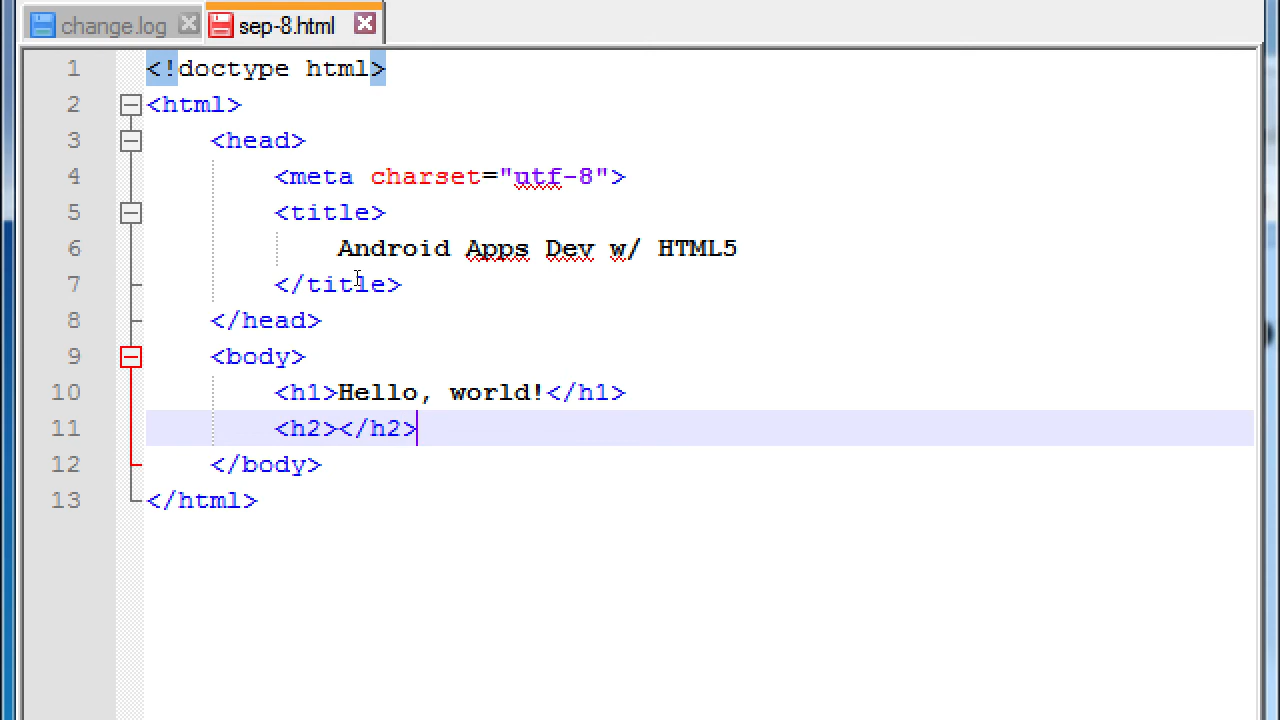 change.log sep-8.html
1 <!doctype html>
2 <html>
3 <head>
4 <meta charset="utf-8">
5 <title>
6 Android Apps Dev w/ HTML5
7 </title>
8 </head>
9 <body>
10 <h1>Hello, world!</h1>
11 <h2></h2>
12 </body>
13 </html>